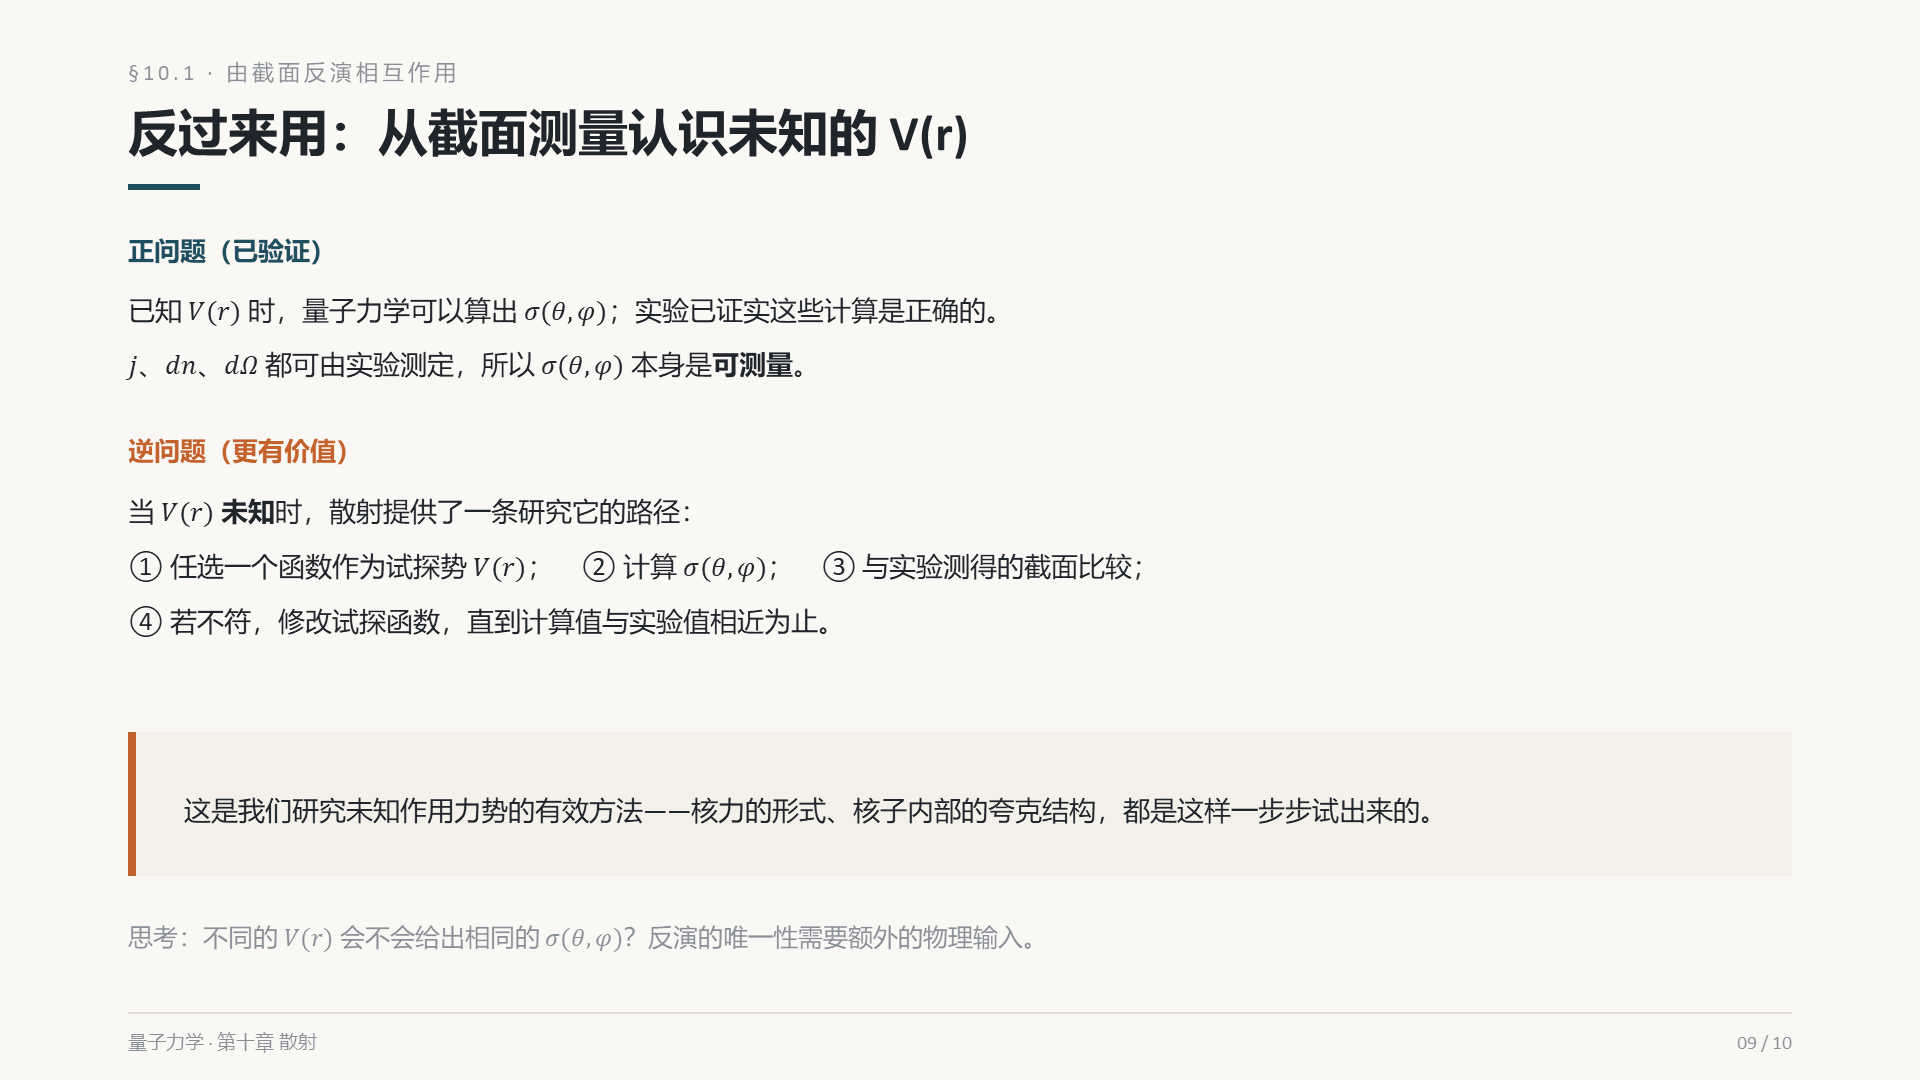 §10.1 · 由截面反演相互作用
反过来用：从截面测量认识未知的 V(r)
正问题（已验证）
已知 V(r) 时，量子力学可以算出 σ(θ,φ)；实验已证实这些计算是正确的。
j、dn、dΩ 都可由实验测定，所以 σ(θ,φ) 本身是可测量。
逆问题（更有价值）
当 V(r) 未知时，散射提供了一条研究它的路径：
① 任选一个函数作为试探势 V(r)； ② 计算 σ(θ,φ)； ③ 与实验测得的截面比较；
④ 若不符，修改试探函数，直到计算值与实验值相近为止。
这是我们研究未知作用力势的有效方法——核力的形式、核子内部的夸克结构，都是这样一步步试出来的。
思考：不同的 V(r) 会不会给出相同的 σ(θ,φ)？反演的唯一性需要额外的物理输入。
量子力学 · 第十章 散射
09 / 10